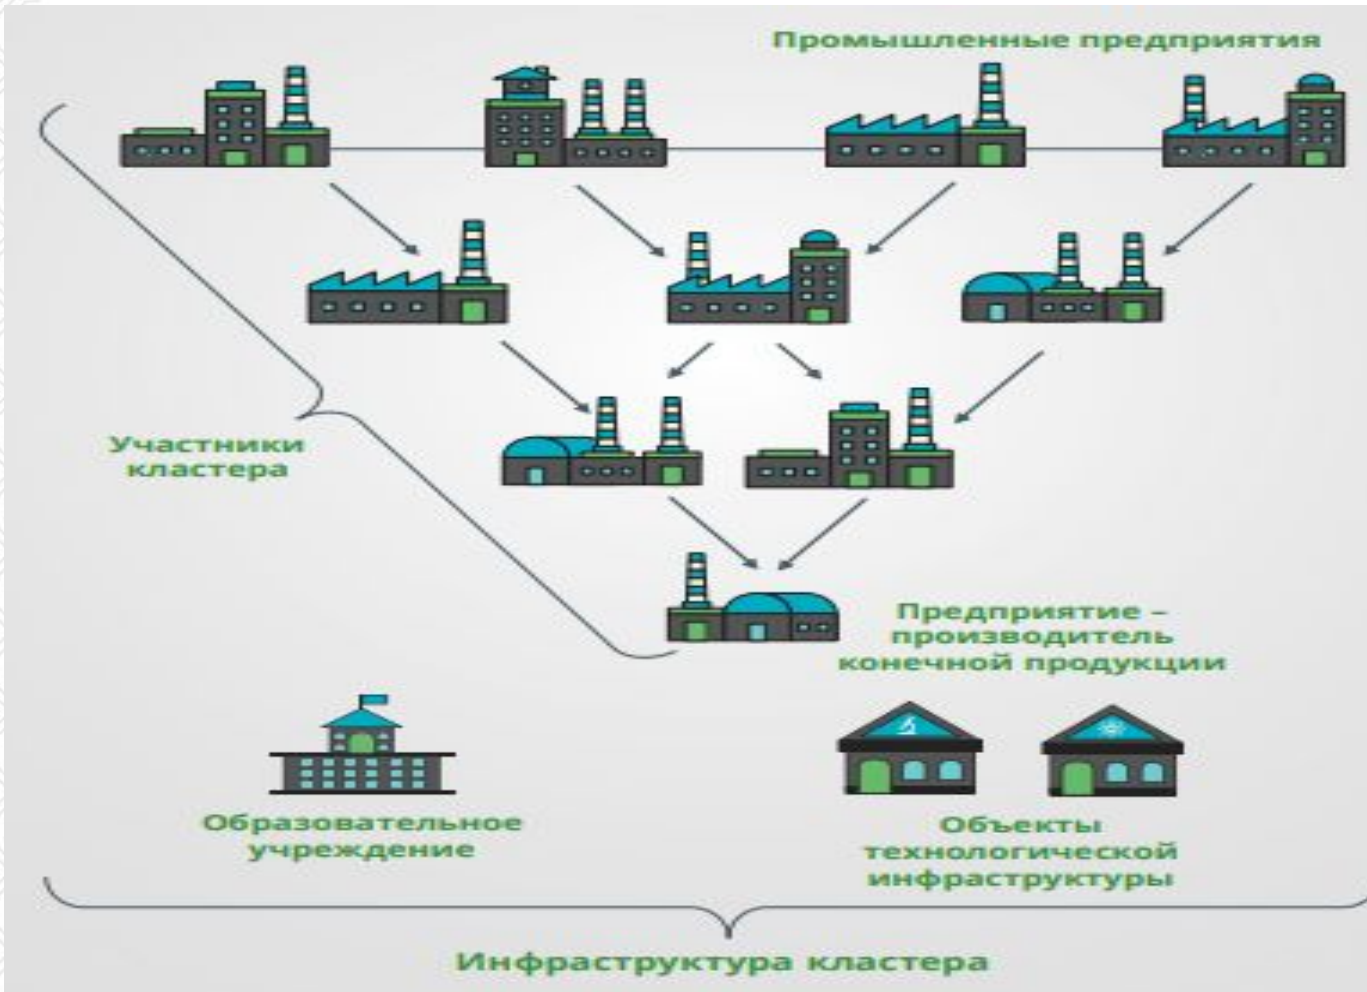 Промышленные предприятия
Участники
кластера
Предприятие –
производитель
конечной продукции
Образовательное
учреждение
Объекты
технологической
инфраструктуры
Инфраструктура кластера